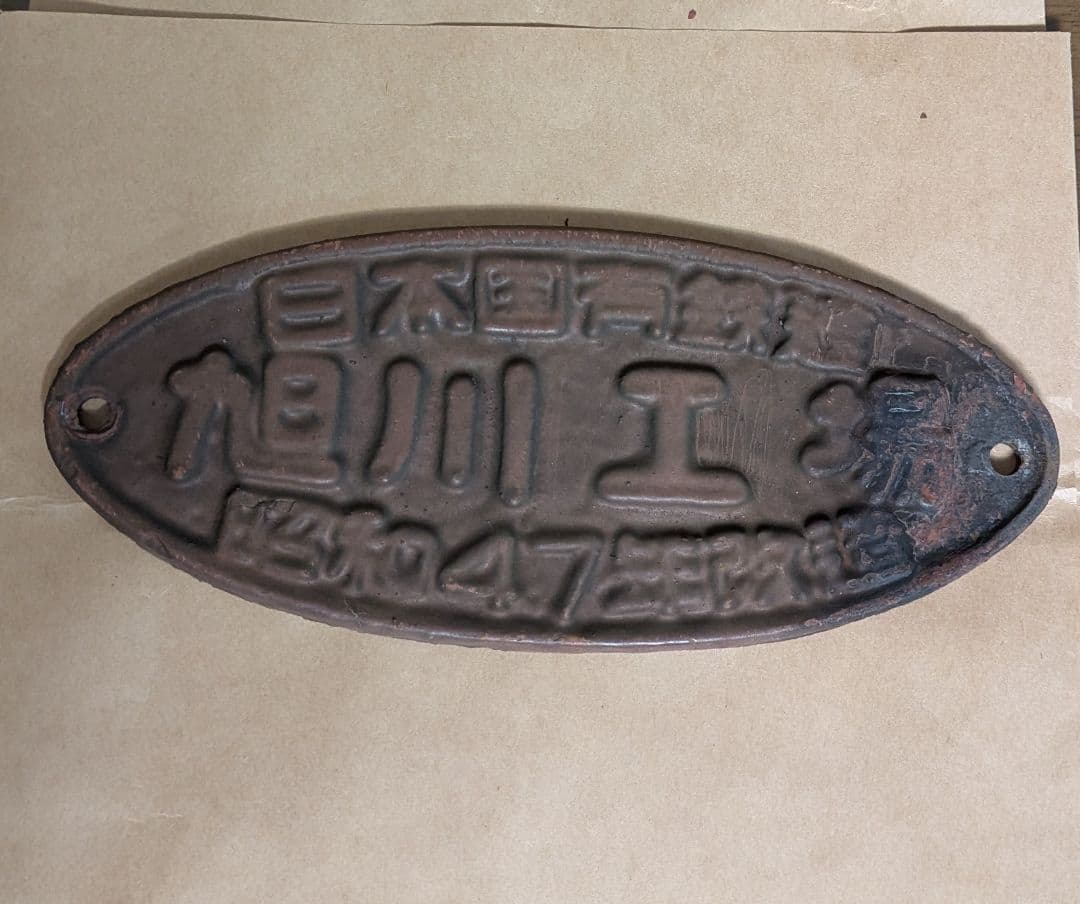 日本国有鉄道
旭川工場
昭和47年改造